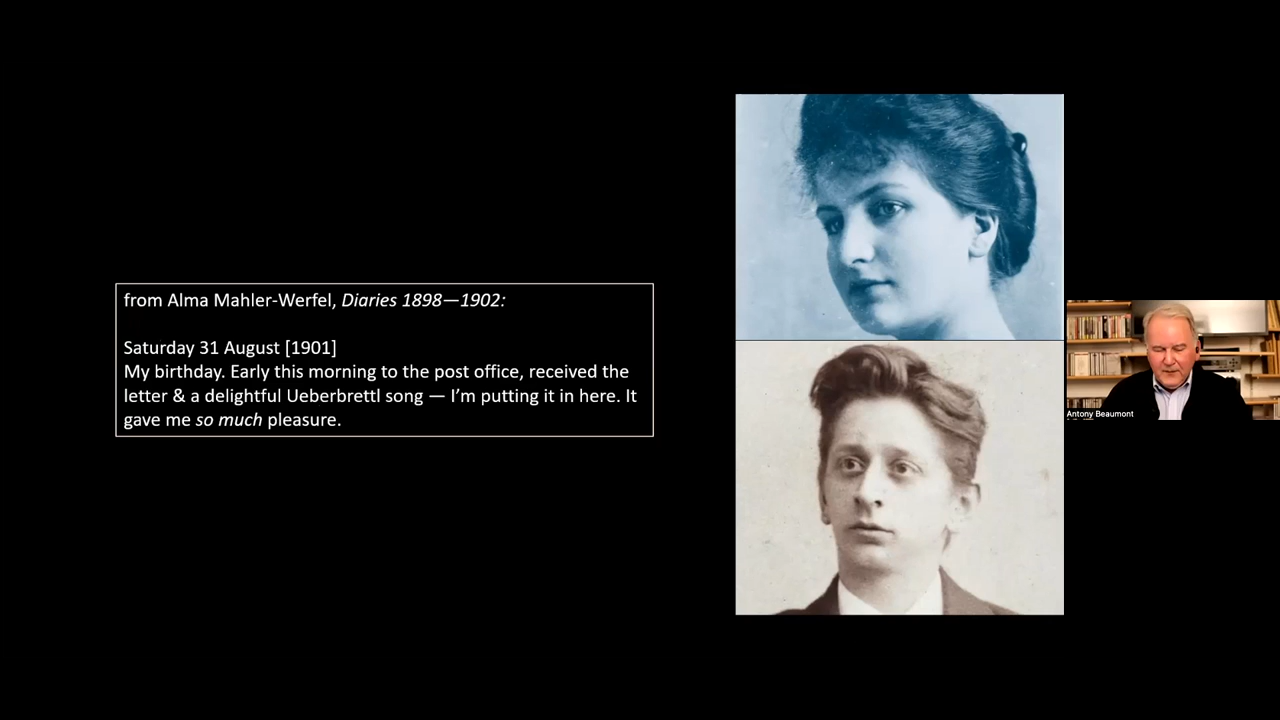 from Alma Mahler-Werfel, Diaries 1898—1902:
Saturday 31 August [1901]
My birthday. Early this morning to the post office, received the
letter & a delightful Ueberbrettl song — I’m putting it in here. It
gave me so much pleasure.
Antony Beaumont